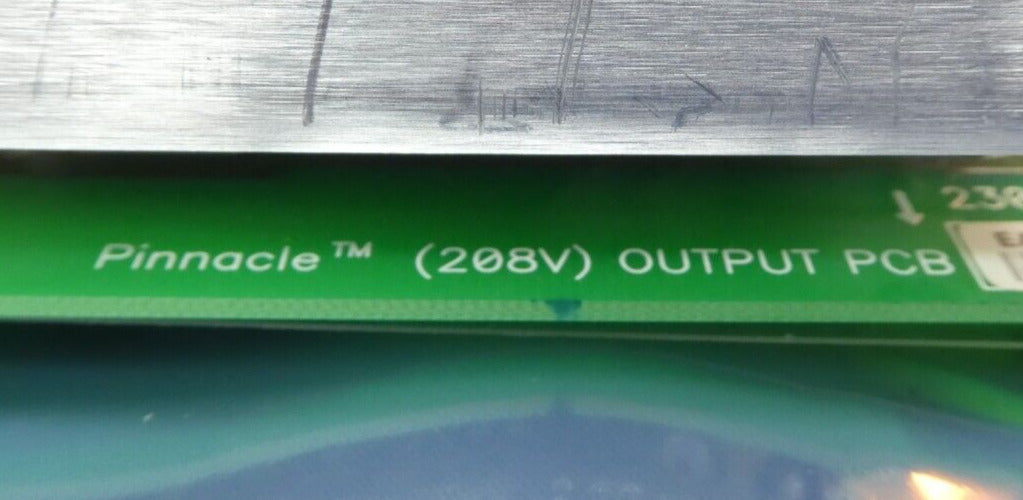 Pinnacle™ (208V) OUTPUT PCB